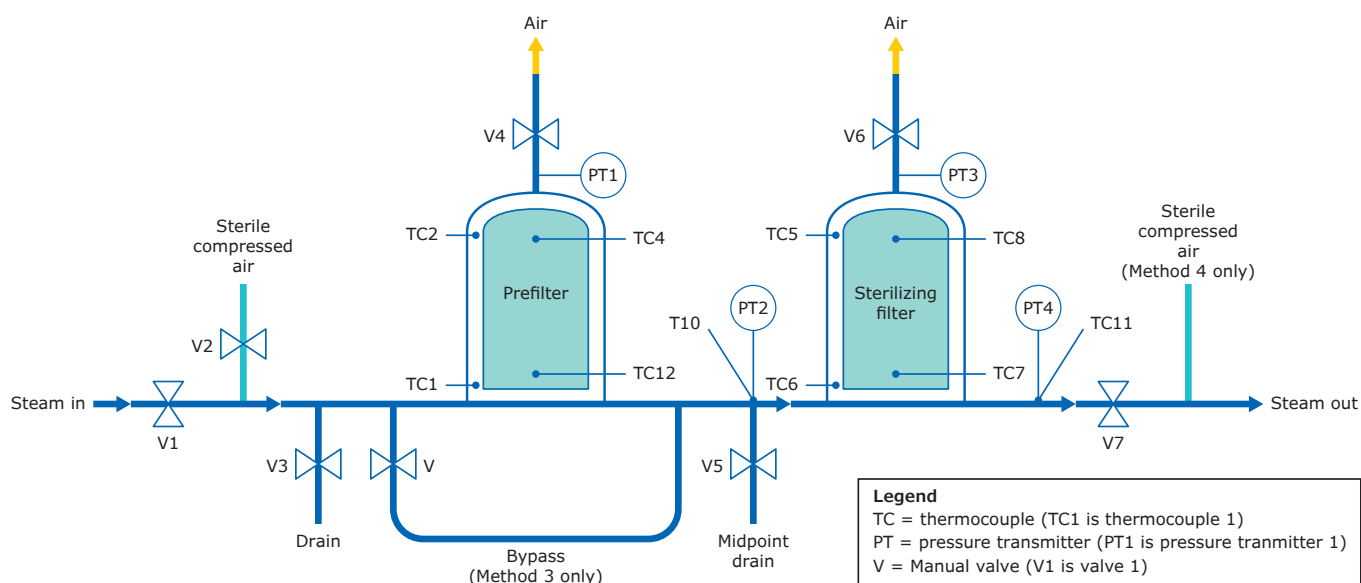 Air
Air
V4
V6
PT1
PT3
Sterile
compressed
air
Sterile
compressed
air
(Method 4 only)
TC2
TC4
TC5
TC8
Prefilter
Sterilizing
filter
T10
PT2
PT4
TC11
V2
TC1
TC12
TC6
TC7
Steam in
Steam out
V1
V7
V3
V
V5
Drain
Bypass
(Method 3 only)
Midpoint
drain
Legend
TC = thermocouple (TC1 is thermocouple 1)
PT = pressure transmitter (PT1 is pressure tranmitter 1)
V = Manual valve (V1 is valve 1)